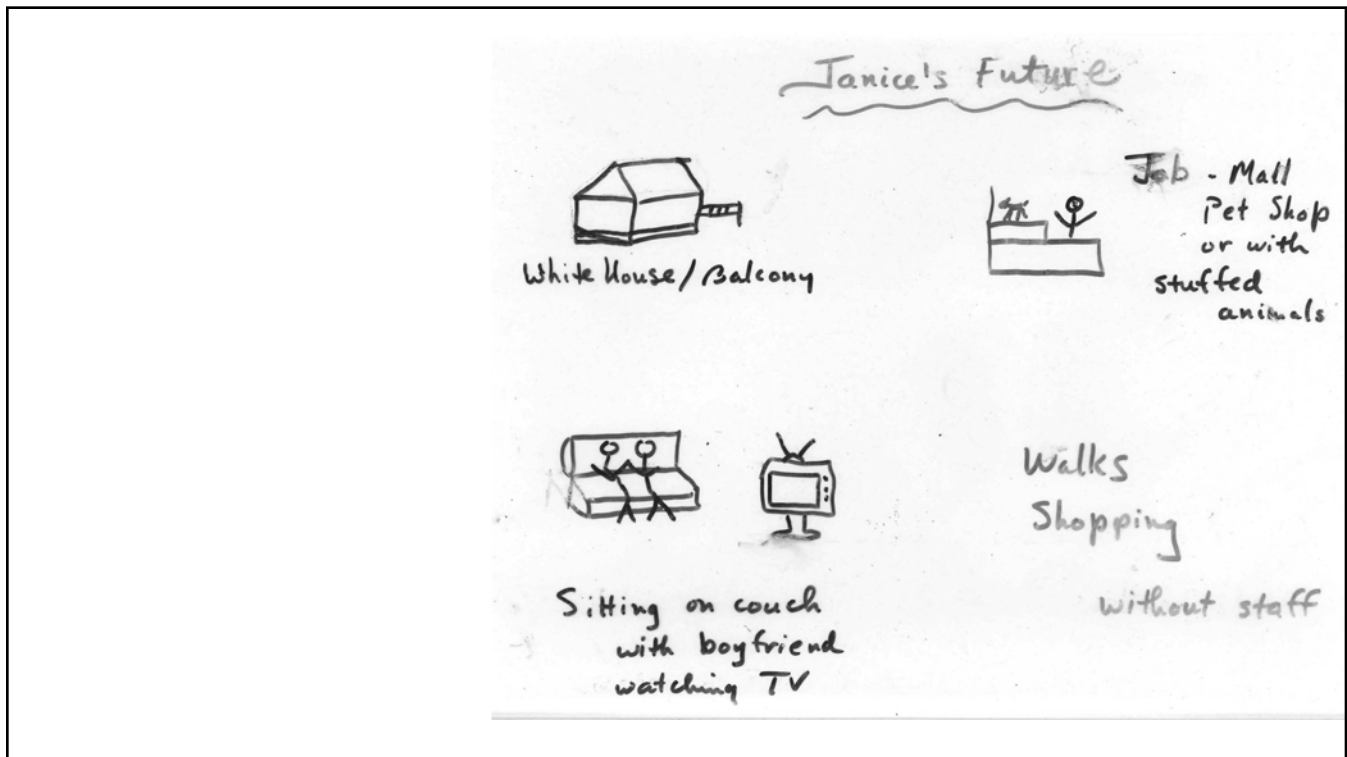 Janice's Future
White House / Balcony
Job - Mall
Pet Shop
or with
stuffed
animals
Sitting on couch
with boyfriend
watching TV
Walks
Shopping
without staff